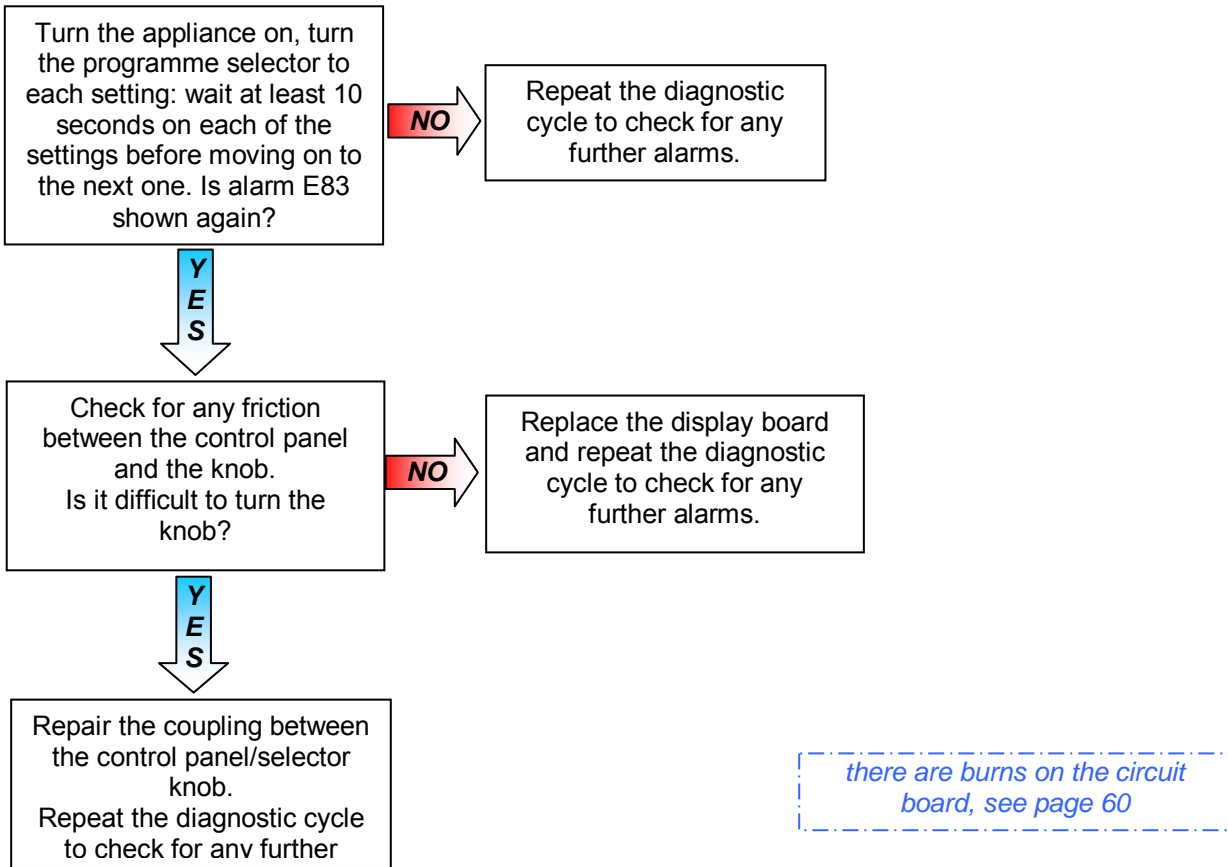 Turn the appliance on, turn
the programme selector to
each setting: wait at least 10
seconds on each of the
settings before moving on to
the next one. Is alarm E83
shown again?
NO
Repeat the diagnostic
cycle to check for any
further alarms.
YES
Check for any friction
between the control panel
and the knob.
Is it difficult to turn the
knob?
NO
Replace the display board
and repeat the diagnostic
cycle to check for any
further alarms.
YES
Repair the coupling between
the control panel/selector
knob.
Repeat the diagnostic cycle
to check for any further
there are burns on the circuit
board, see page 60